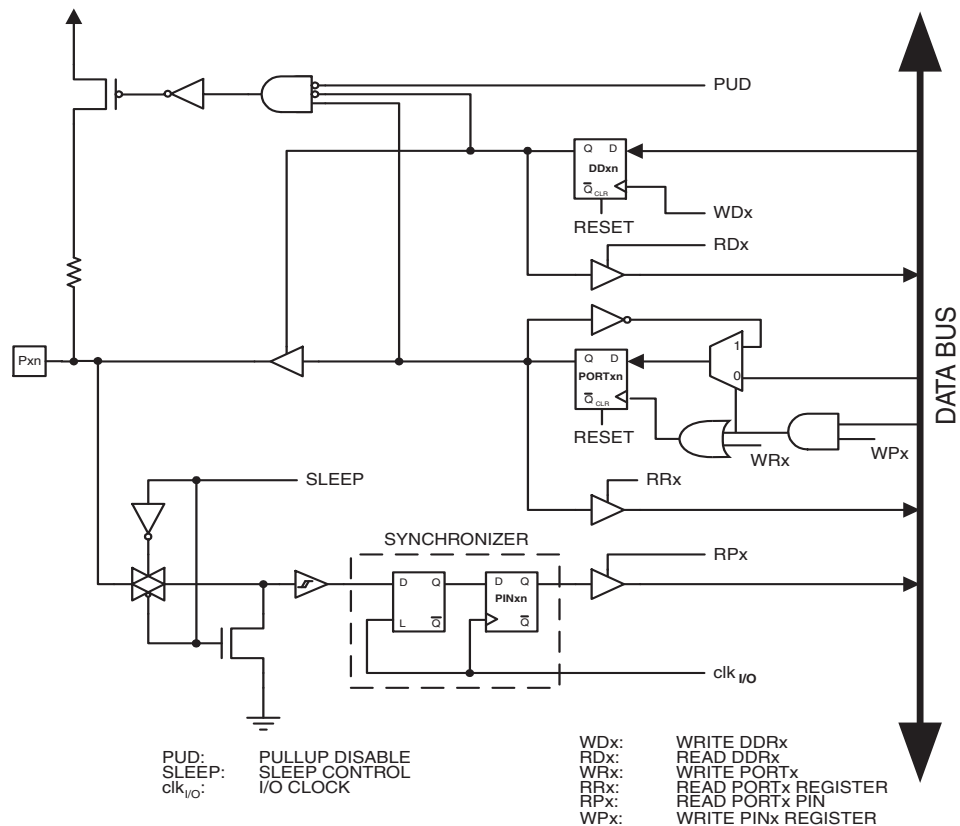 PUD
Q D
DDxn
Q CLR
WDx
RESET
RDx
Pxn
1
Q D
PORTxn
0
Q CLR
RESET
WRx
WPx
DATA BUS
SLEEP
RRx
SYNCHRONIZER
RPx
D Q
D Q
PINxn
L Q
Q
clk I/O
PUD: PULLUP DISABLE
SLEEP: SLEEP CONTROL
clkI/O: I/O CLOCK
WDx: WRITE DDRx
RDx: READ DDRx
WRx: WRITE PORTx
RRx: READ PORTx REGISTER
RPx: READ PORTx PIN
WPx: WRITE PINx REGISTER